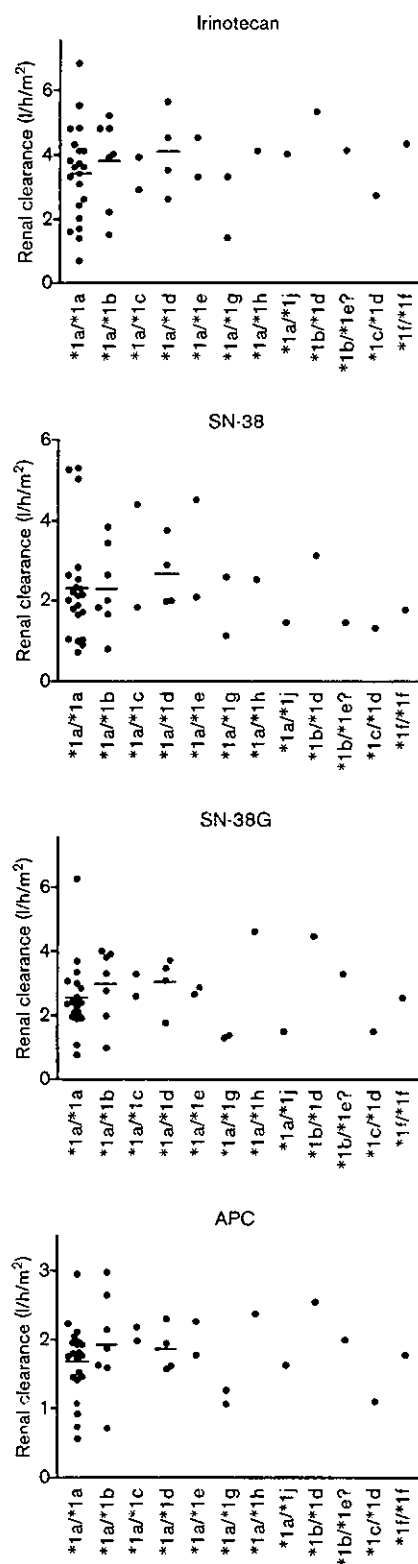 Irinotecan
Renal clearance (l/h/m²)
6
4
2
0
*1a/*1a
*1a/*1b
*1a/*1c
*1a/*1d
*1a/*1e
*1a/*1g
*1a/*1h
*1a/*1j
*1b/*1d
*1b/*1e?
*1c/*1d
*1f/*1f
SN-38
Renal clearance (l/h/m²)
6
4
2
0
*1a/*1a
*1a/*1b
*1a/*1c
*1a/*1d
*1a/*1e
*1a/*1g
*1a/*1h
*1a/*1j
*1b/*1d
*1b/*1e?
*1c/*1d
*1f/*1f
SN-38G
Renal clearance (l/h/m²)
6
4
2
0
*1a/*1a
*1a/*1b
*1a/*1c
*1a/*1d
*1a/*1e
*1a/*1g
*1a/*1h
*1a/*1j
*1b/*1d
*1b/*1e?
*1c/*1d
*1f/*1f
APC
Renal clearance (l/h/m²)
3
2
1
0
*1a/*1a
*1a/*1b
*1a/*1c
*1a/*1d
*1a/*1e
*1a/*1g
*1a/*1h
*1a/*1j
*1b/*1d
*1b/*1e?
*1c/*1d
*1f/*1f